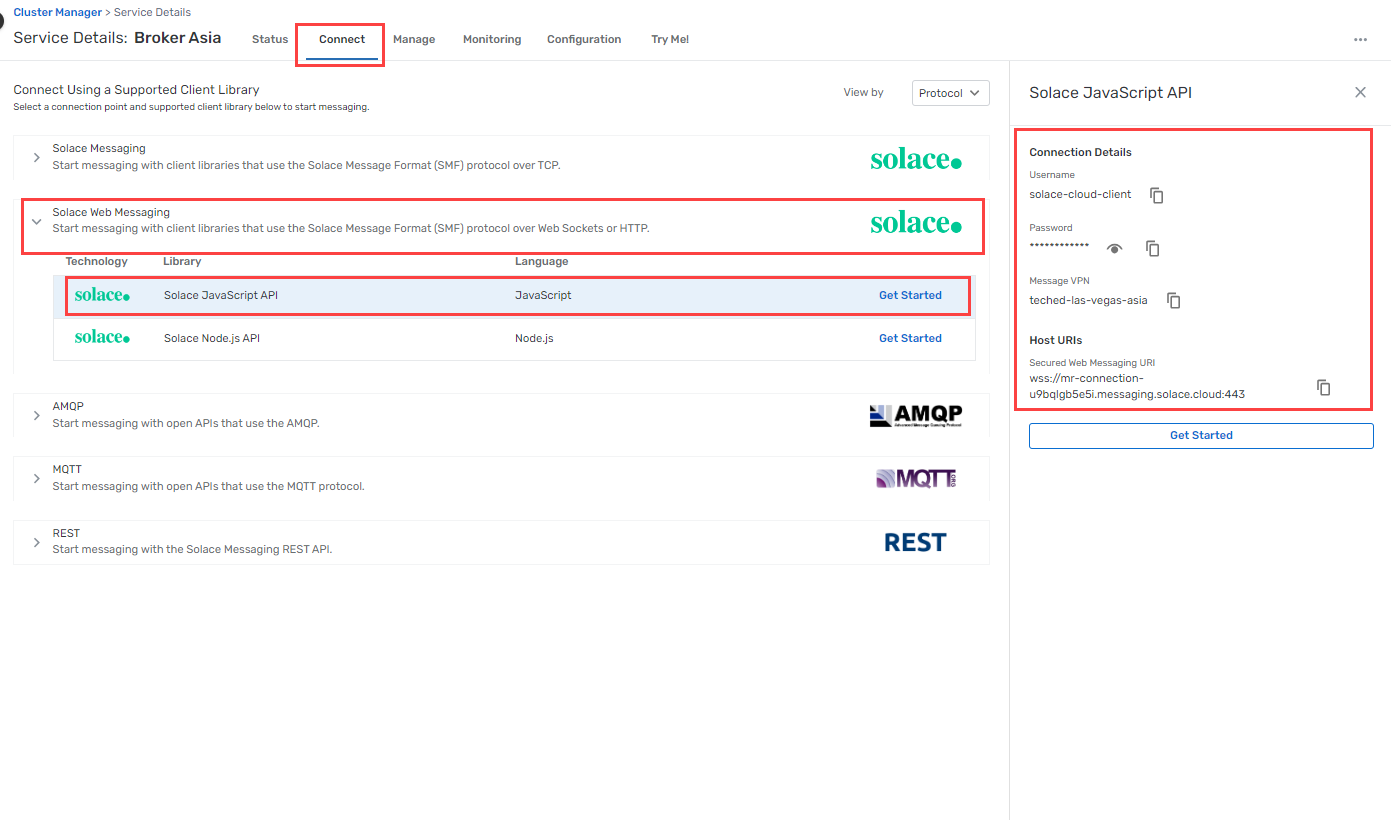 Cluster Manager > Service Details
Service Details: Broker Asia
Status Connect Manage Monitoring Configuration Try Me!
Connect Using a Supported Client Library
Select a connection point and supported client library below to start messaging.
View by Protocol
Solace Messaging
Start messaging with client libraries that use the Solace Message Format (SMF) protocol over TCP.
solace.
Solace Web Messaging
Start messaging with client libraries that use the Solace Message Format (SMF) protocol over Web Sockets or HTTP.
solace.
Technology Library Language
solace. Solace JavaScript API JavaScript Get Started
solace. Solace Node.js API Node.js Get Started
AMQP
Start messaging with open APIs that use the AMQP.
AMQP
Advanced Message Queuing Protocol
MQTT
Start messaging with open APIs that use the MQTT protocol.
MQTT.ORG
REST
Start messaging with the Solace Messaging REST API.
REST
Solace JavaScript API
Connection Details
Username
solace-cloud-client
Password
************
Message VPN
teched-las-vegas-asia
Host URIs
Secured Web Messaging URI
wss://mr-connection-
u9bqlgb5e5i.messaging.solace.cloud:443
Get Started